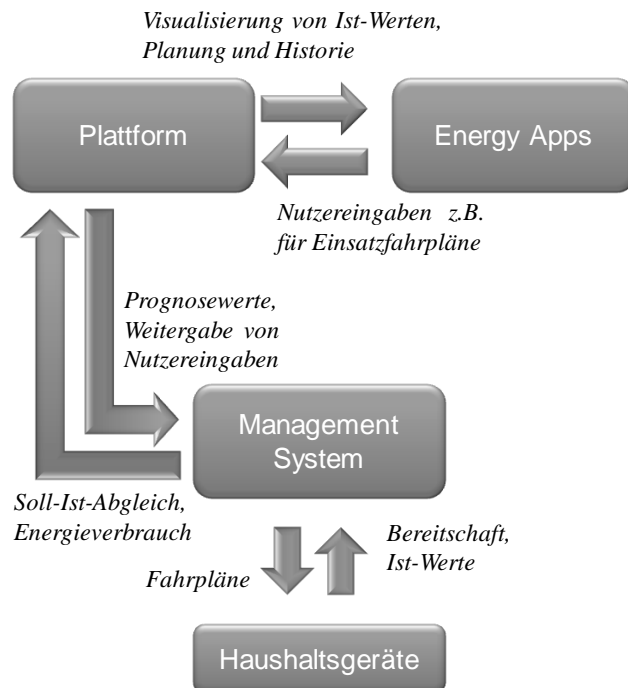 Visualisierung von Ist-Werten,
Planung und Historie
Plattform
Energy Apps
Nutzereingaben z.B.
für Einsatzfahrpläne
Prognosewerte,
Weitergabe von
Nutzereingaben
Management
System
Soll-Ist-Abgleich,
Energieverbrauch
Bereitschaft,
Ist-Werte
Fahrpläne
Haushaltsgeräte